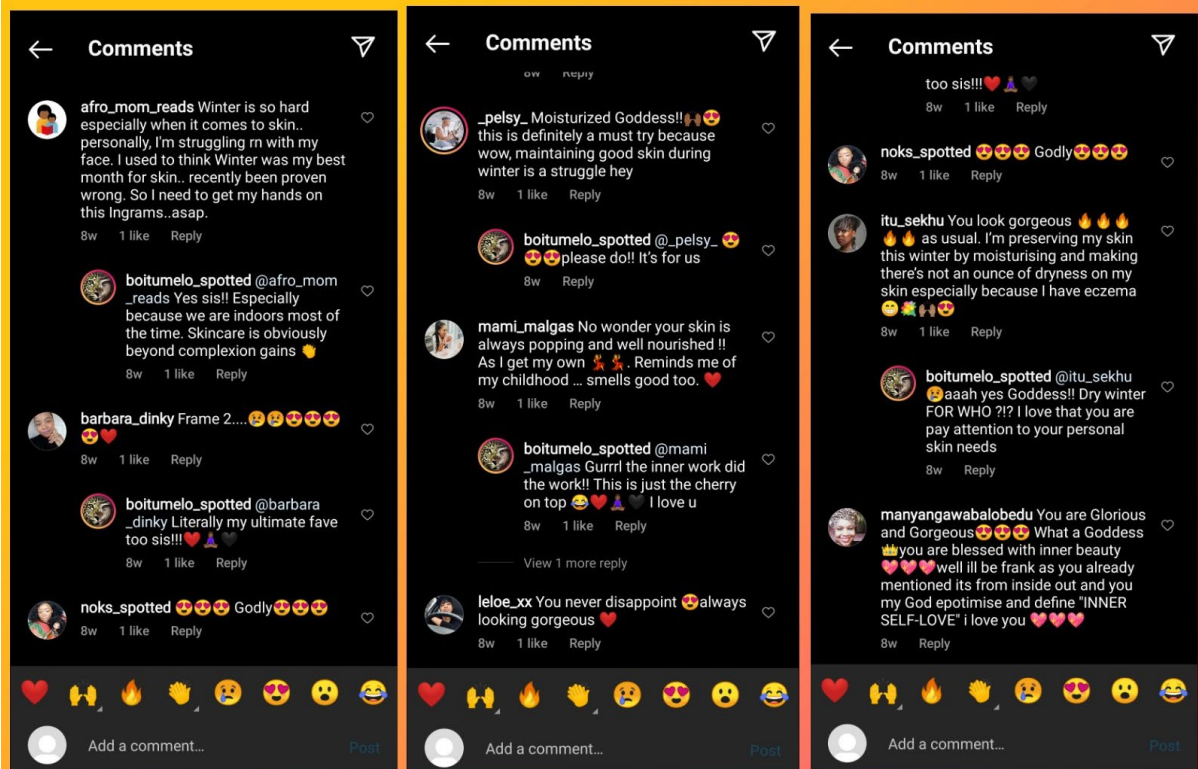 Comments
afro_mom_reads Winter is so hard
especially when it comes to skin..
personally, I'm struggling rn with my
face. I used to think Winter was my best
month for skin.. recently been proven
wrong. So I need to get my hands on
this Ingrams..asap.
8w 1 like Reply
boitumelo_spotted @afro_mom
_reads Yes sis!! Especially
because we are indoors most of
the time. Skincare is obviously
beyond complexion gains 👏
8w 1 like Reply
barbara_dinky Frame 2....😢😢😍😍😍
😍❤️
8w 1 like Reply
boitumelo_spotted @barbara
_dinky Literally my ultimate fave
too sis!!!❤️🧘🏾‍♀️🖤
8w 1 like Reply
noks_spotted 😍😍😍 Godly😍😍😍
8w 1 like Reply
❤️ 🙌 🔥 👏 😢 😍 😮 😂
Add a comment...
Post
Comments
8w Reply
_pelsy_ Moisturized Goddess!!🙌🏾😍
this is definitely a must try because
wow, maintaining good skin during
winter is a struggle hey
8w 1 like Reply
boitumelo_spotted @_pelsy_ 😍
😍😍please do!! It's for us
8w Reply
mami_malgas No wonder your skin is
always popping and well nourished !!
As I get my own 💃🏾💃🏾. Reminds me of
my childhood ... smells good too. ❤️
8w 1 like Reply
boitumelo_spotted @mami
_malgas Gurrrl the inner work did
the work!! This is just the cherry
on top 😂❤️🧘🏾‍♀️🖤 I love u
8w 1 like Reply
View 1 more reply
leloe_xx You never disappoint 😍always
looking gorgeous ❤️
8w 1 like Reply
❤️ 🙌 🔥 👏 😢 😍 😮 😂
Add a comment...
Post
Comments
too sis!!!❤️🧘🏾‍♀️🖤
8w 1 like Reply
noks_spotted 😍😍😍 Godly😍😍😍
8w 1 like Reply
itu_sekhu You look gorgeous 🔥🔥🔥
🔥🔥 as usual. I'm preserving my skin
this winter by moisturising and making
there's not an ounce of dryness on my
skin especially because I have eczema
😁💐🙌🏾😍
8w 1 like Reply
boitumelo_spotted @itu_sekhu
😢aaah yes Goddess!! Dry winter
FOR WHO ?!? I love that you are
pay attention to your personal
skin needs
8w Reply
manyangawabalobedu You are Glorious
and Gorgeous😍😍😍 What a Goddess
👑you are blessed with inner beauty
💖💖💖well ill be frank as you already
mentioned its from inside out and you
my God epotimise and define "INNER
SELF-LOVE" i love you 💖💖💖
8w Reply
❤️ 🙌 🔥 👏 😢 😍 😮 😂
Add a comment...
Post